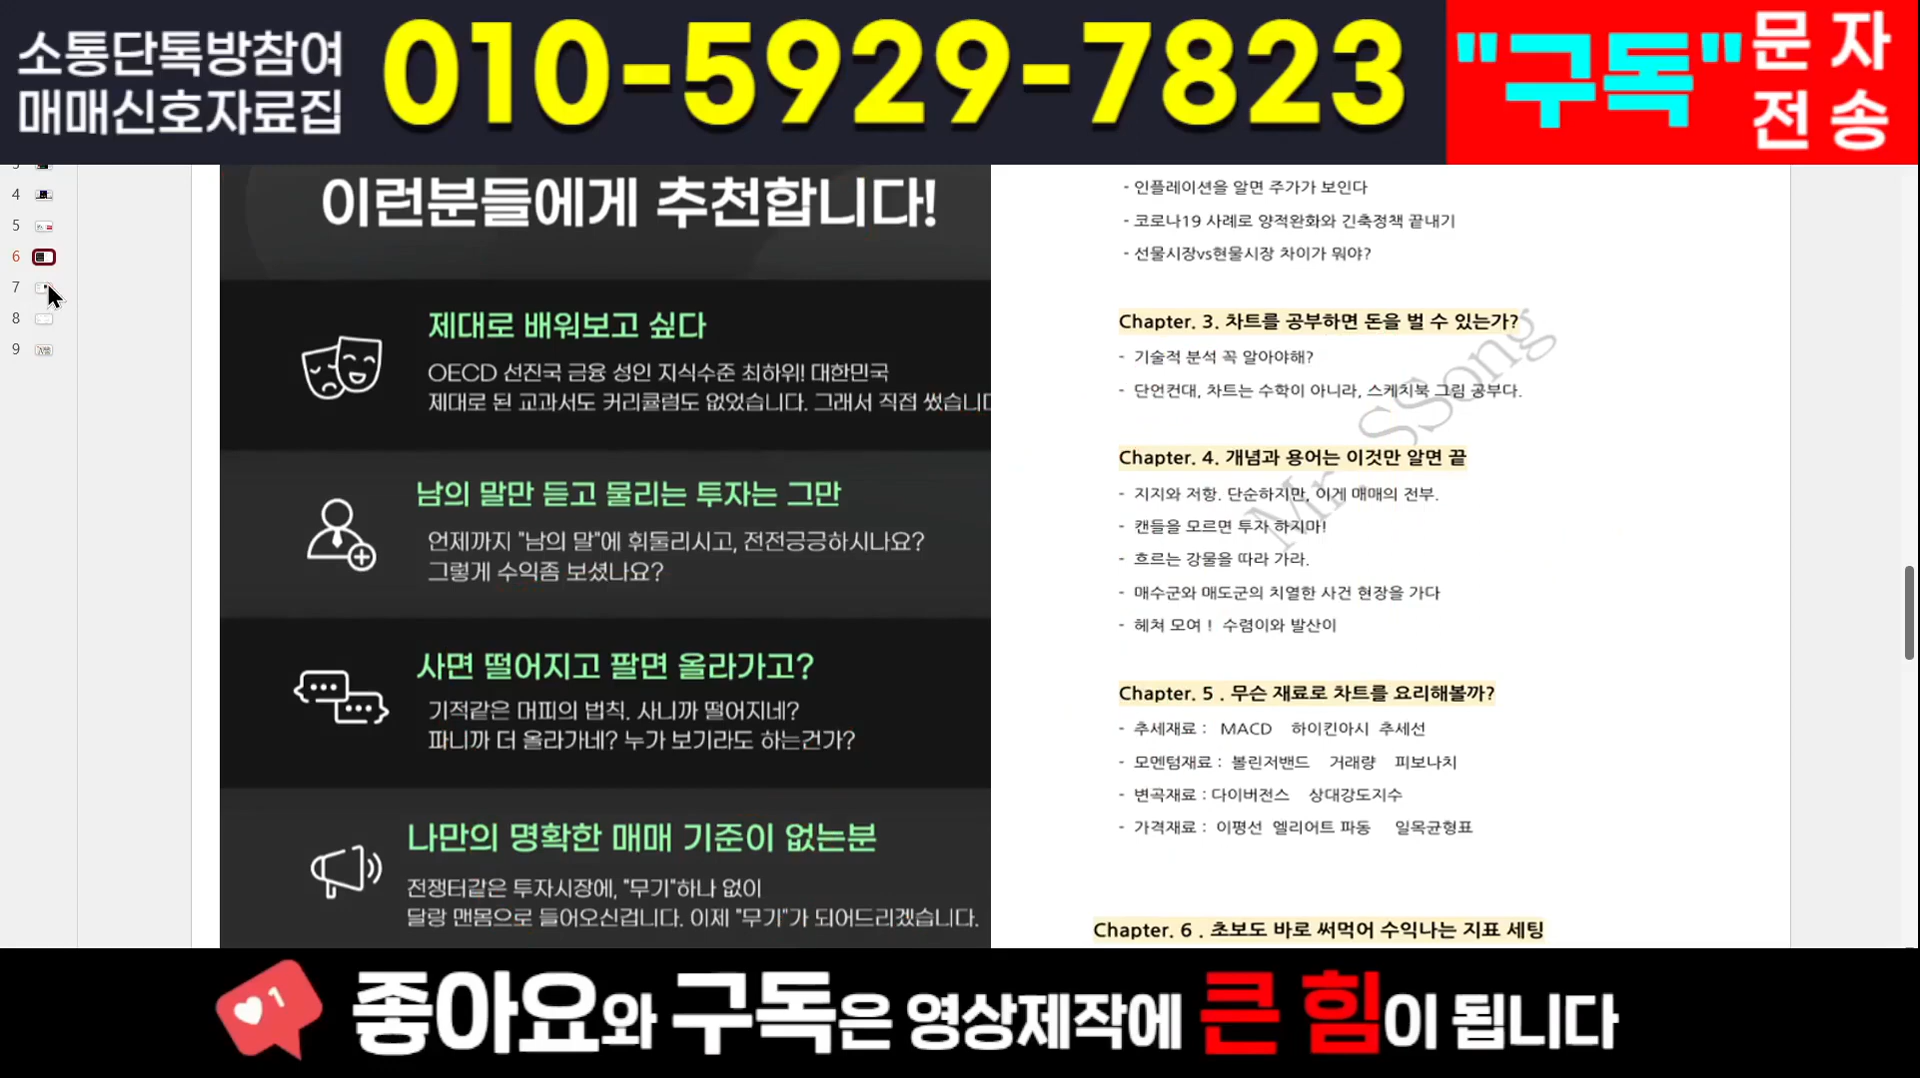 소통단톡방참여
매매신호자료집
010-5929-7823
"구독"
문자
전송
4
5
6
7
8
9
이런분들에게 추천합니다!
제대로 배워보고 싶다
OECD 선진국 금융 성인 지식수준 최하위! 대한민국
제대로 된 교과서도 커리큘럼도 없었습니다. 그래서 직접 썼습니다
남의 말만 듣고 물리는 투자는 그만
언제까지 "남의 말"에 휘둘리시고, 전전긍긍하시나요?
그렇게 수익좀 보셨나요?
사면 떨어지고 팔면 올라가고?
기적같은 머피의 법칙. 사니까 떨어지네?
파니까 더 올라가네? 누가 보기라도 하는건가?
나만의 명확한 매매 기준이 없는분
전쟁터같은 투자시장에, "무기"하나 없이
달랑 맨몸으로 들어오신겁니다. 이제 "무기"가 되어드리겠습니다.
- 인플레이션을 알면 주가가 보인다
- 코로나19 사례로 양적완화와 긴축정책 끝내기
- 선물시장vs현물시장 차이가 뭐야?
Chapter. 3. 차트를 공부하면 돈을 벌 수 있는가?
- 기술적 분석 꼭 알아야해?
- 단언컨대, 차트는 수학이 아니라, 스케치북 그림 공부다.
Chapter. 4. 개념과 용어는 이것만 알면 끝
- 지지와 저항. 단순하지만, 이게 매매의 전부.
- 캔들을 모르면 투자 하지마!
- 흐르는 강물을 따라 가라.
- 매수군와 매도군의 치열한 사건 현장을 가다
- 헤쳐 모여 ! 수렴이와 발산이
Chapter. 5 . 무슨 재료로 차트를 요리해볼까?
- 추세재료 : MACD 하이킨아시 추세선
- 모멘텀재료 : 볼린저밴드 거래량 피보나치
- 변곡재료 : 다이버전스 상대강도지수
- 가격재료 : 이평선 엘리어트 파동 일목균형표
Chapter. 6 . 초보도 바로 써먹어 수익나는 지표 세팅
Mr. SSong
1
좋아요와 구독은 영상제작에 큰 힘이 됩니다